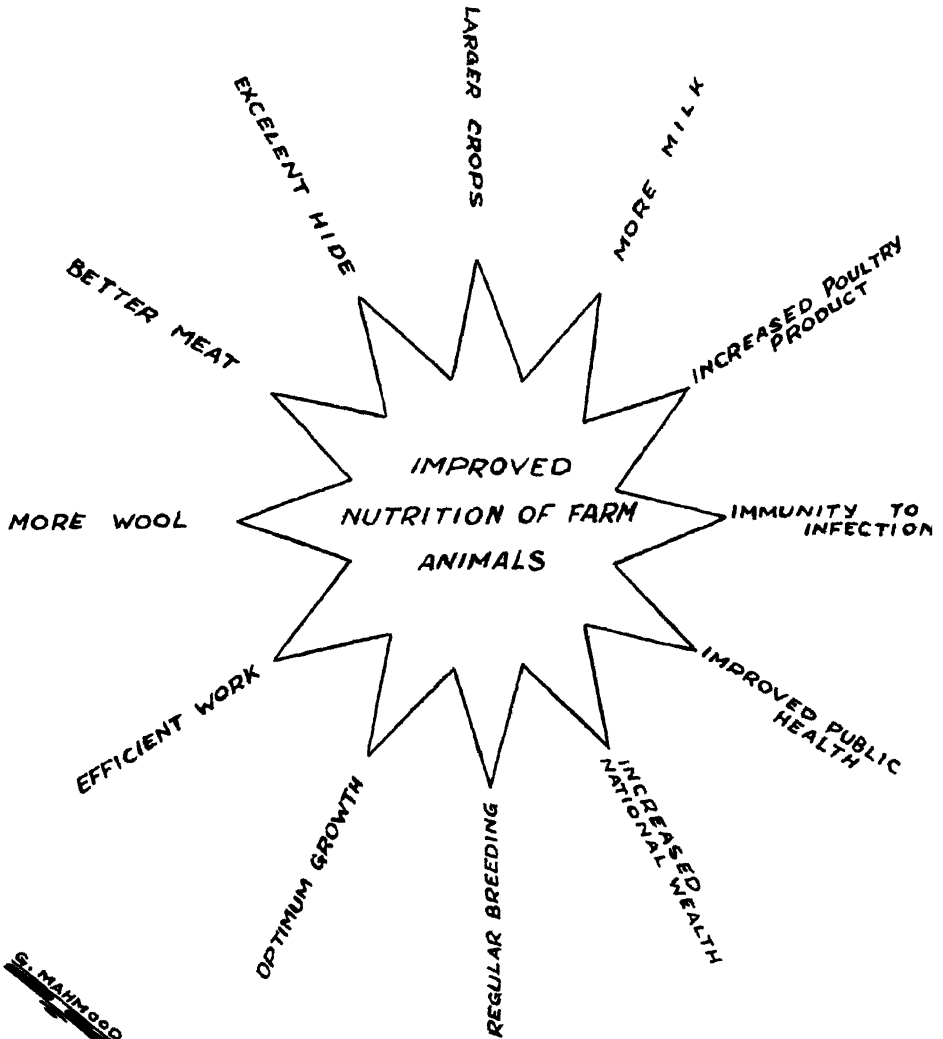 LARGER CROPS
MORE MILK
INCREASED POULTRY
PRODUCT
IMMUNITY TO
INFECTION
IMPROVED PUBLIC
HEALTH
INCREASED
NATIONAL WEALTH
REGULAR BREEDING
OPTIMUM GROWTH
EFFICIENT WORK
MORE WOOL
BETTER MEAT
EXCELENT HIDE
IMPROVED
NUTRITION OF FARM
ANIMALS
G. MAHMOOD